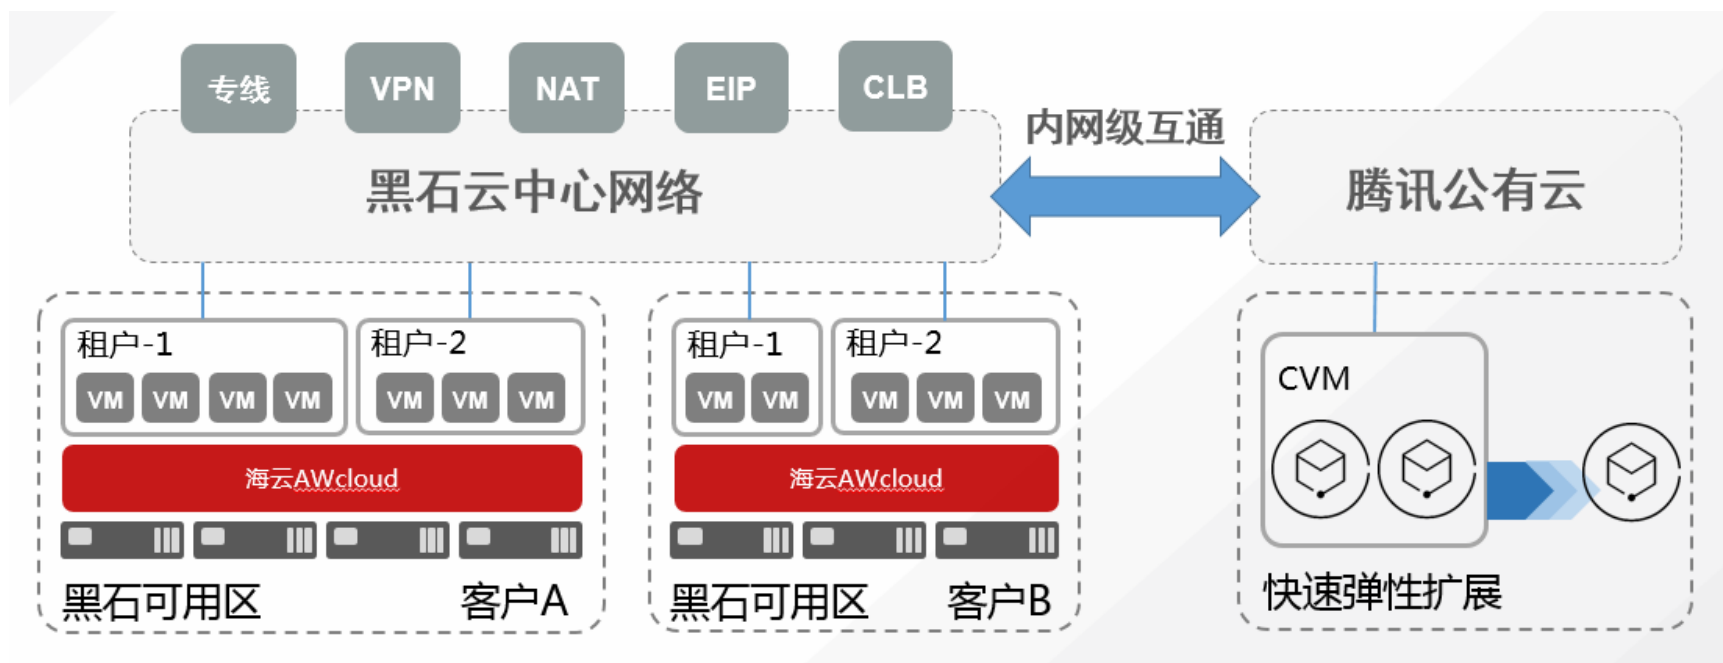 专线
VPN
NAT
EIP
CLB
黑石云中心网络
内网级互通
腾讯公有云
租户-1
VM
VM
VM
VM
租户-2
VM
VM
VM
海云AWcloud
黑石可用区
客户A
租户-1
VM
VM
租户-2
VM
VM
VM
海云AWcloud
黑石可用区
客户B
CVM
快速弹性扩展